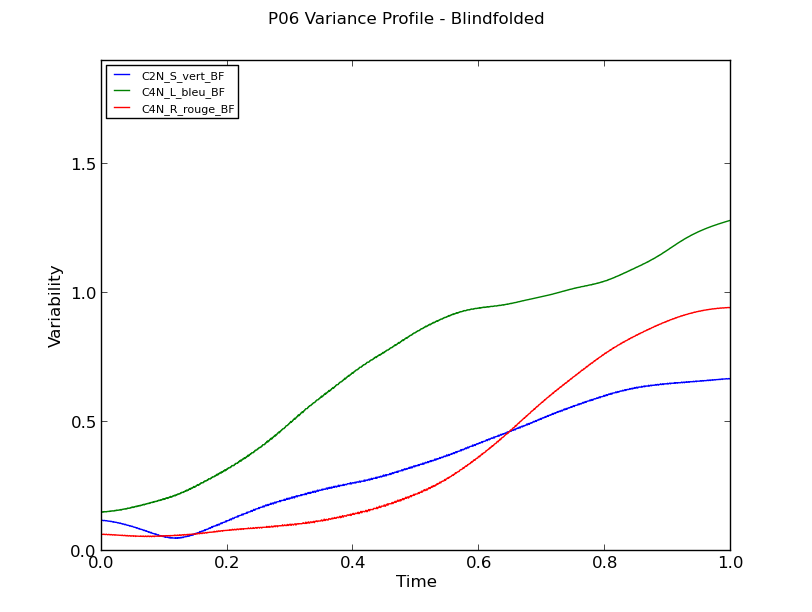 P06 Variance Profile - Blindfolded
C2N_S_vert_BF
C4N_L_bleu_BF
C4N_R_rouge_BF
1.5
1.0
0.5
0.0
Variability
0.0 0.2 0.4 0.6 0.8 1.0
Time